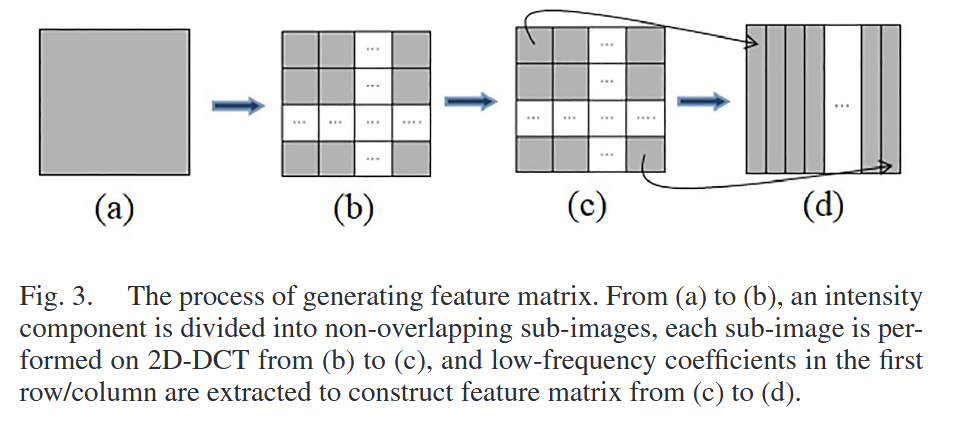 ... ...
... ...
... ... ... .... ... ... ... .... ...
... ...
(a) (b) (c) (d)
Fig. 3. The process of generating feature matrix. From (a) to (b), an intensity
component is divided into non-overlapping sub-images, each sub-image is per-
formed on 2D-DCT from (b) to (c), and low-frequency coefficients in the first
row/column are extracted to construct feature matrix from (c) to (d).